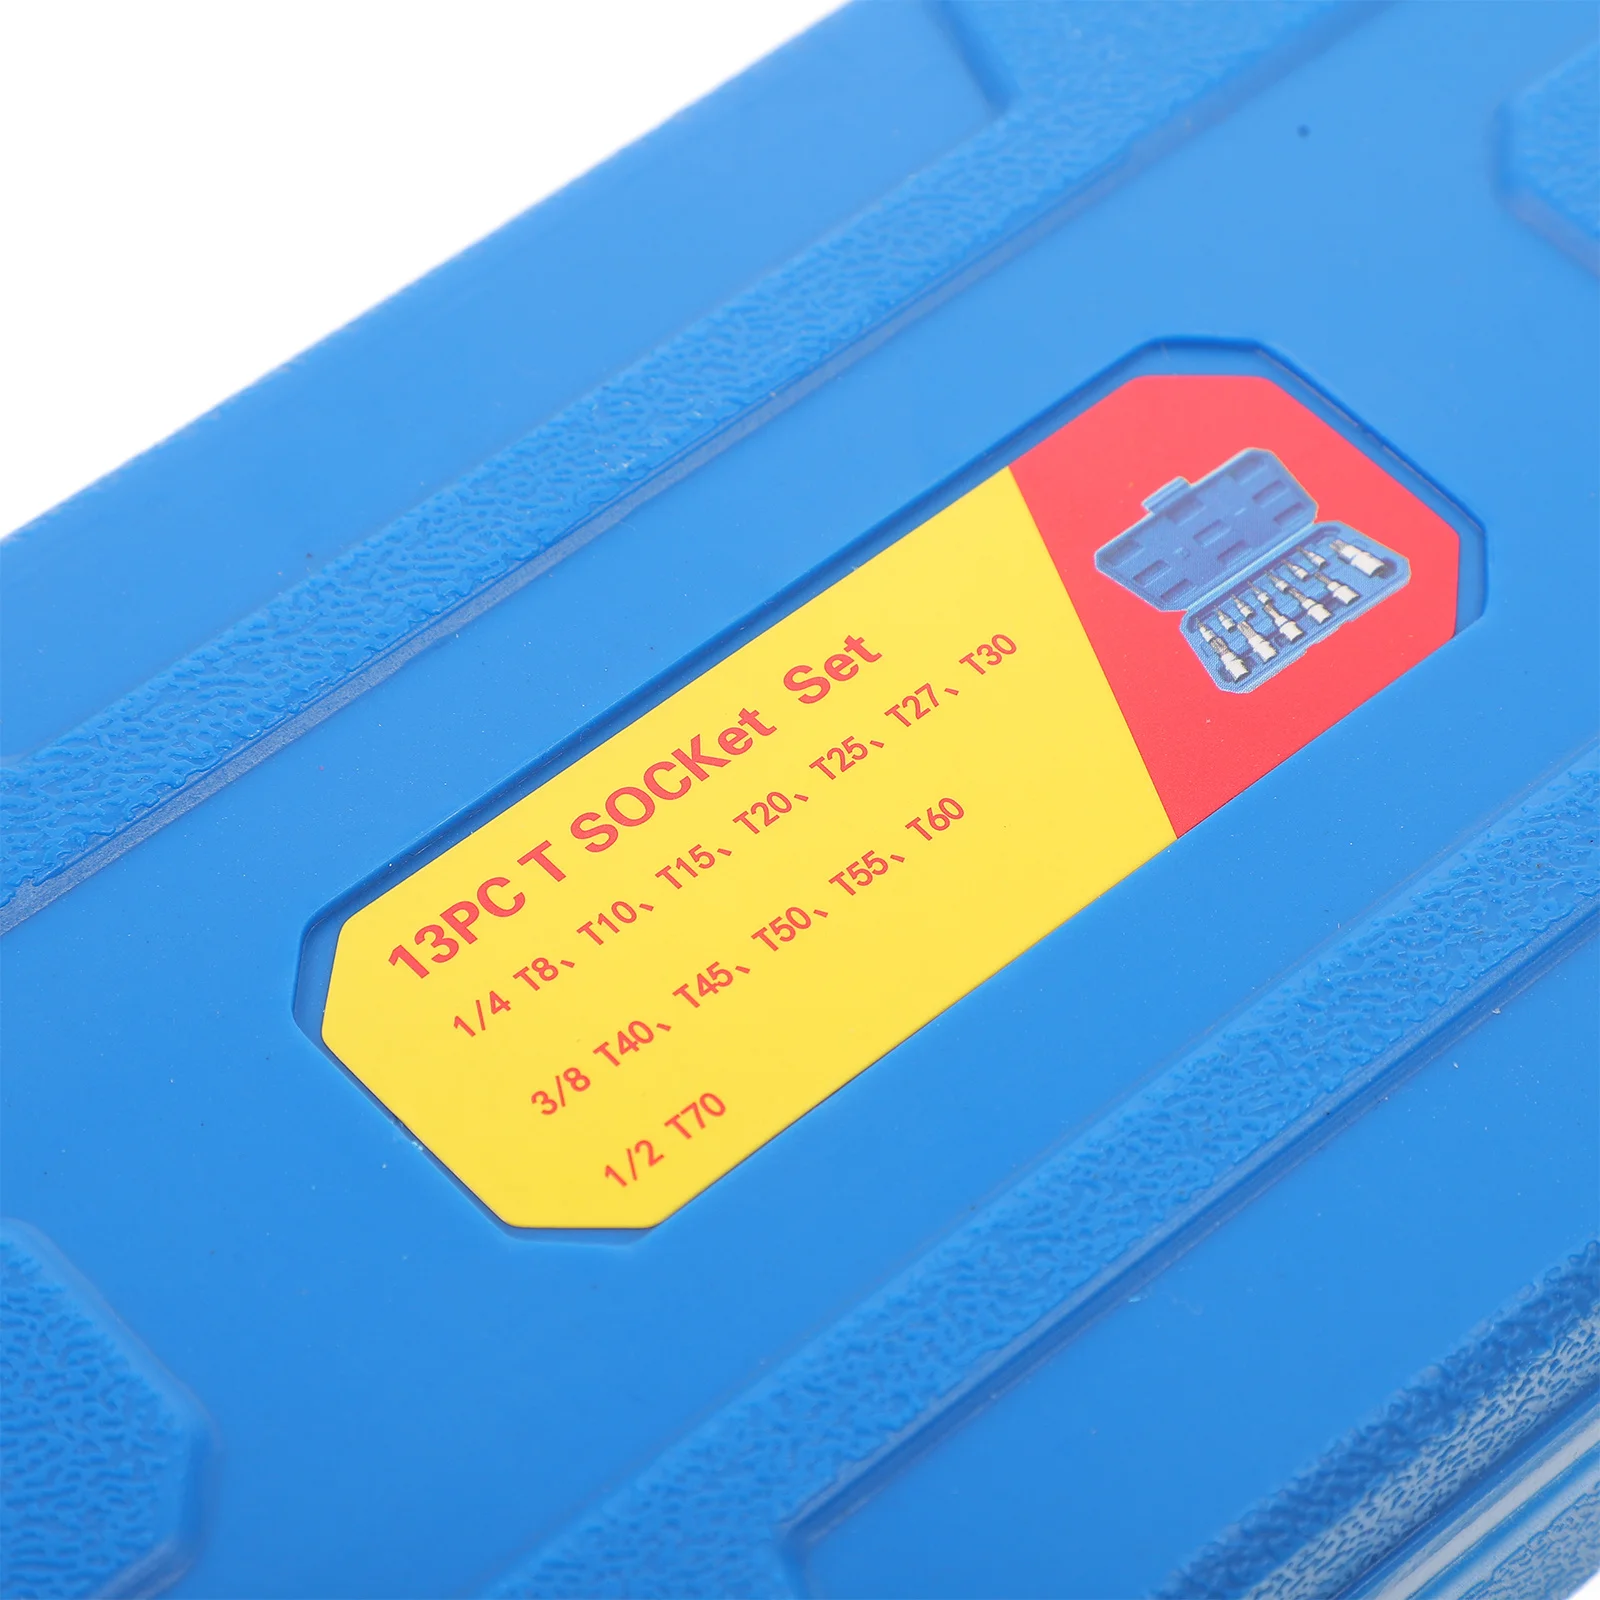 13PC T SOCKet Set
1/4 T8、T10、T15、T20、T25、T27、T30
3/8 T40、T45、T50、T55、T60
1/2 T70